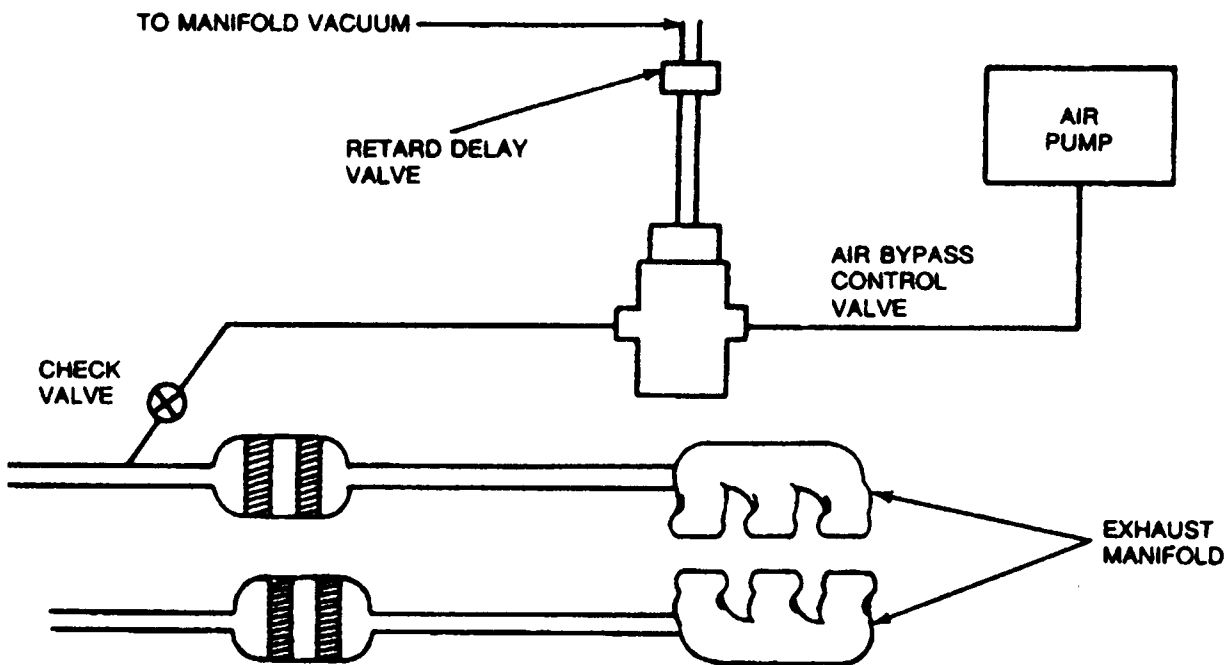 TO MANIFOLD VACUUM
AIR
PUMP
RETARD DELAY
VALVE
AIR BYPASS
CONTROL
VALVE
CHECK
VALVE
EXHAUST
MANIFOLD